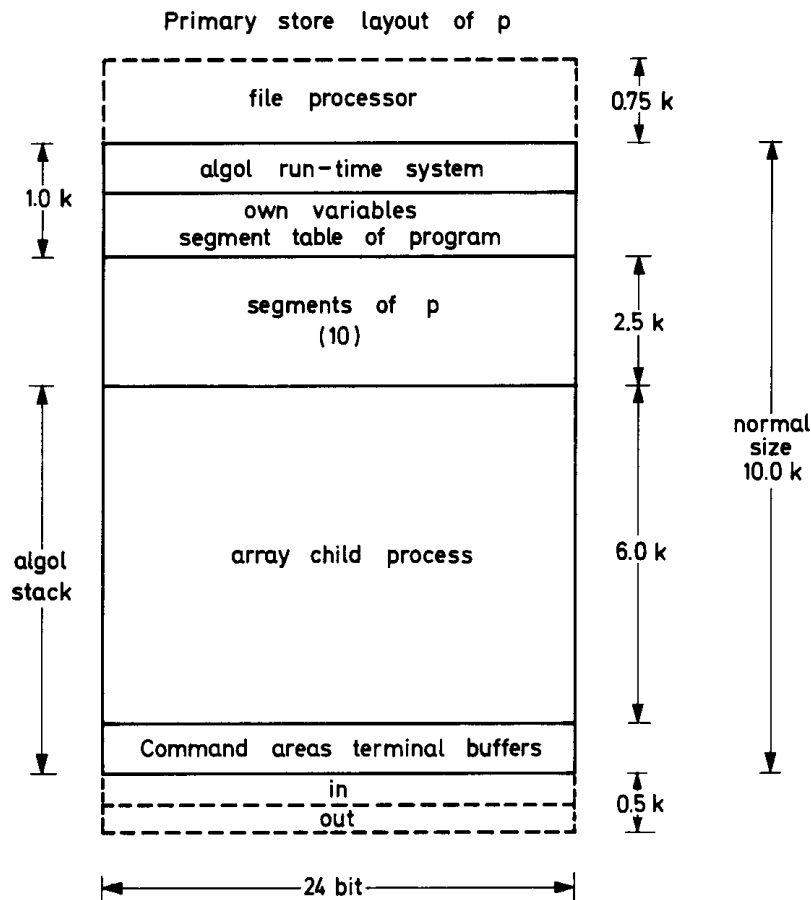 Primary store layout of p
file processor
0.75 k
algol run-time system
1.0 k
own variables
segment table of program
segments of p
(10)
2.5 k
normal
size
10.0 k
array child process
6.0 k
algol
stack
Command areas terminal buffers
in
out
0.5 k
24 bit